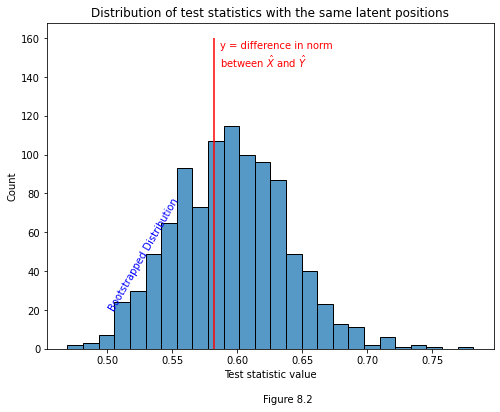 Distribution of test statistics with the same latent positions
160
140
120
100
80
60
40
20
0
Count
y = difference in norm
between X̂ and Ŷ
Bootstrapped Distribution
0.50 0.55 0.60 0.65 0.70 0.75
Test statistic value
Figure 8.2